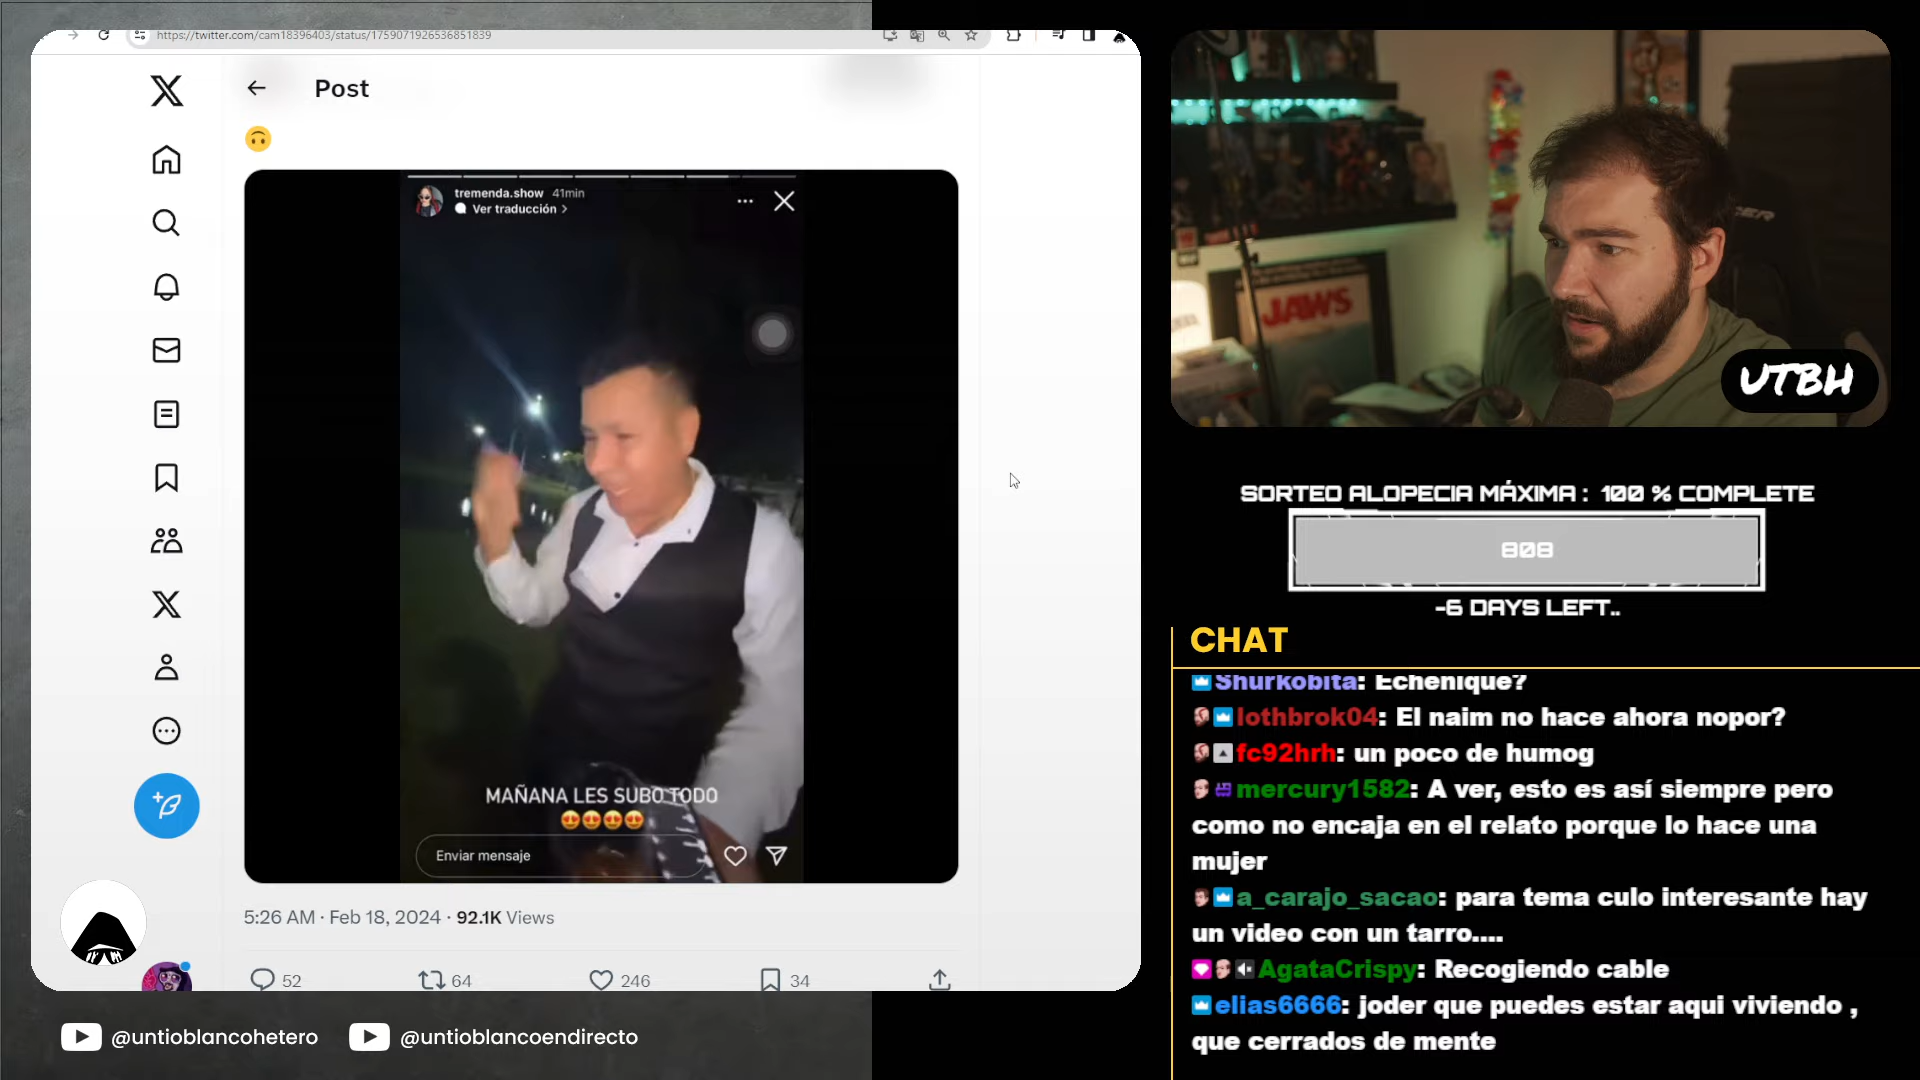 https://twitter.com/cam18396403/status/1759071926536851839
Post
tremenda.show 41min
Ver traducción >
MAÑANA LES SUBO TODO
Enviar mensaje
5:26 AM · Feb 18, 2024 · 92.1K Views
52
64
246
34
@untioblancohetero
@untioblancoendirecto
JAWS
UTBH
SORTEO ALOPECIA MÁXIMA : 100 % COMPLETE
808
-6 DAYS LEFT..
CHAT
Shurkobita: Echenique?
lothbrok04: El naim no hace ahora nopor?
fc92hrh: un poco de humog
mercury1582: A ver, esto es así siempre pero
como no encaja en el relato porque lo hace una
mujer
a_carajo_sacao: para tema culo interesante hay
un video con un tarro....
AgataCrispy: Recogiendo cable
elias6666: joder que puedes estar aqui viviendo ,
que cerrados de mente